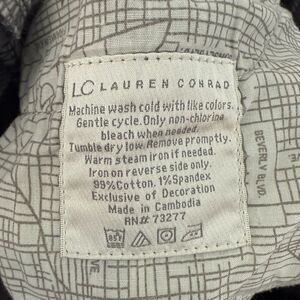 LC LAUREN CONRAD
Machine wash cold with like colors.
Gentle cycle. Only non-chlorine
bleach when needed.
Tumble dry low. Remove promptly.
Warm steam iron if needed.
Iron on reverse side only.
99%Cotton, 1%Spandex
Exclusive of Decoration
Made in Cambodia
RN# 73277
BEVERLY BLVD.
AVE